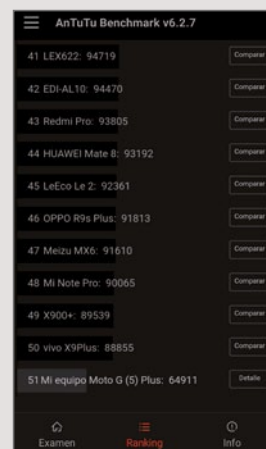 AnTuTu Benchmark v6.2.7
41 LEX622: 94719 Comparar
42 EDI-AL10: 94470 Comparar
43 Redmi Pro: 93805 Comparar
44 HUAWEI Mate 8: 93192 Comparar
45 LeEco Le 2: 92361 Comparar
46 OPPO R9s Plus: 91813 Comparar
47 Meizu MX6: 91610 Comparar
48 Mi Note Pro: 90065 Comparar
49 X900+: 89539 Comparar
50 vivo X9Plus: 88855 Comparar
51 Mi equipo Moto G (5) Plus: 64911 Detalle
Examen Ranking Info